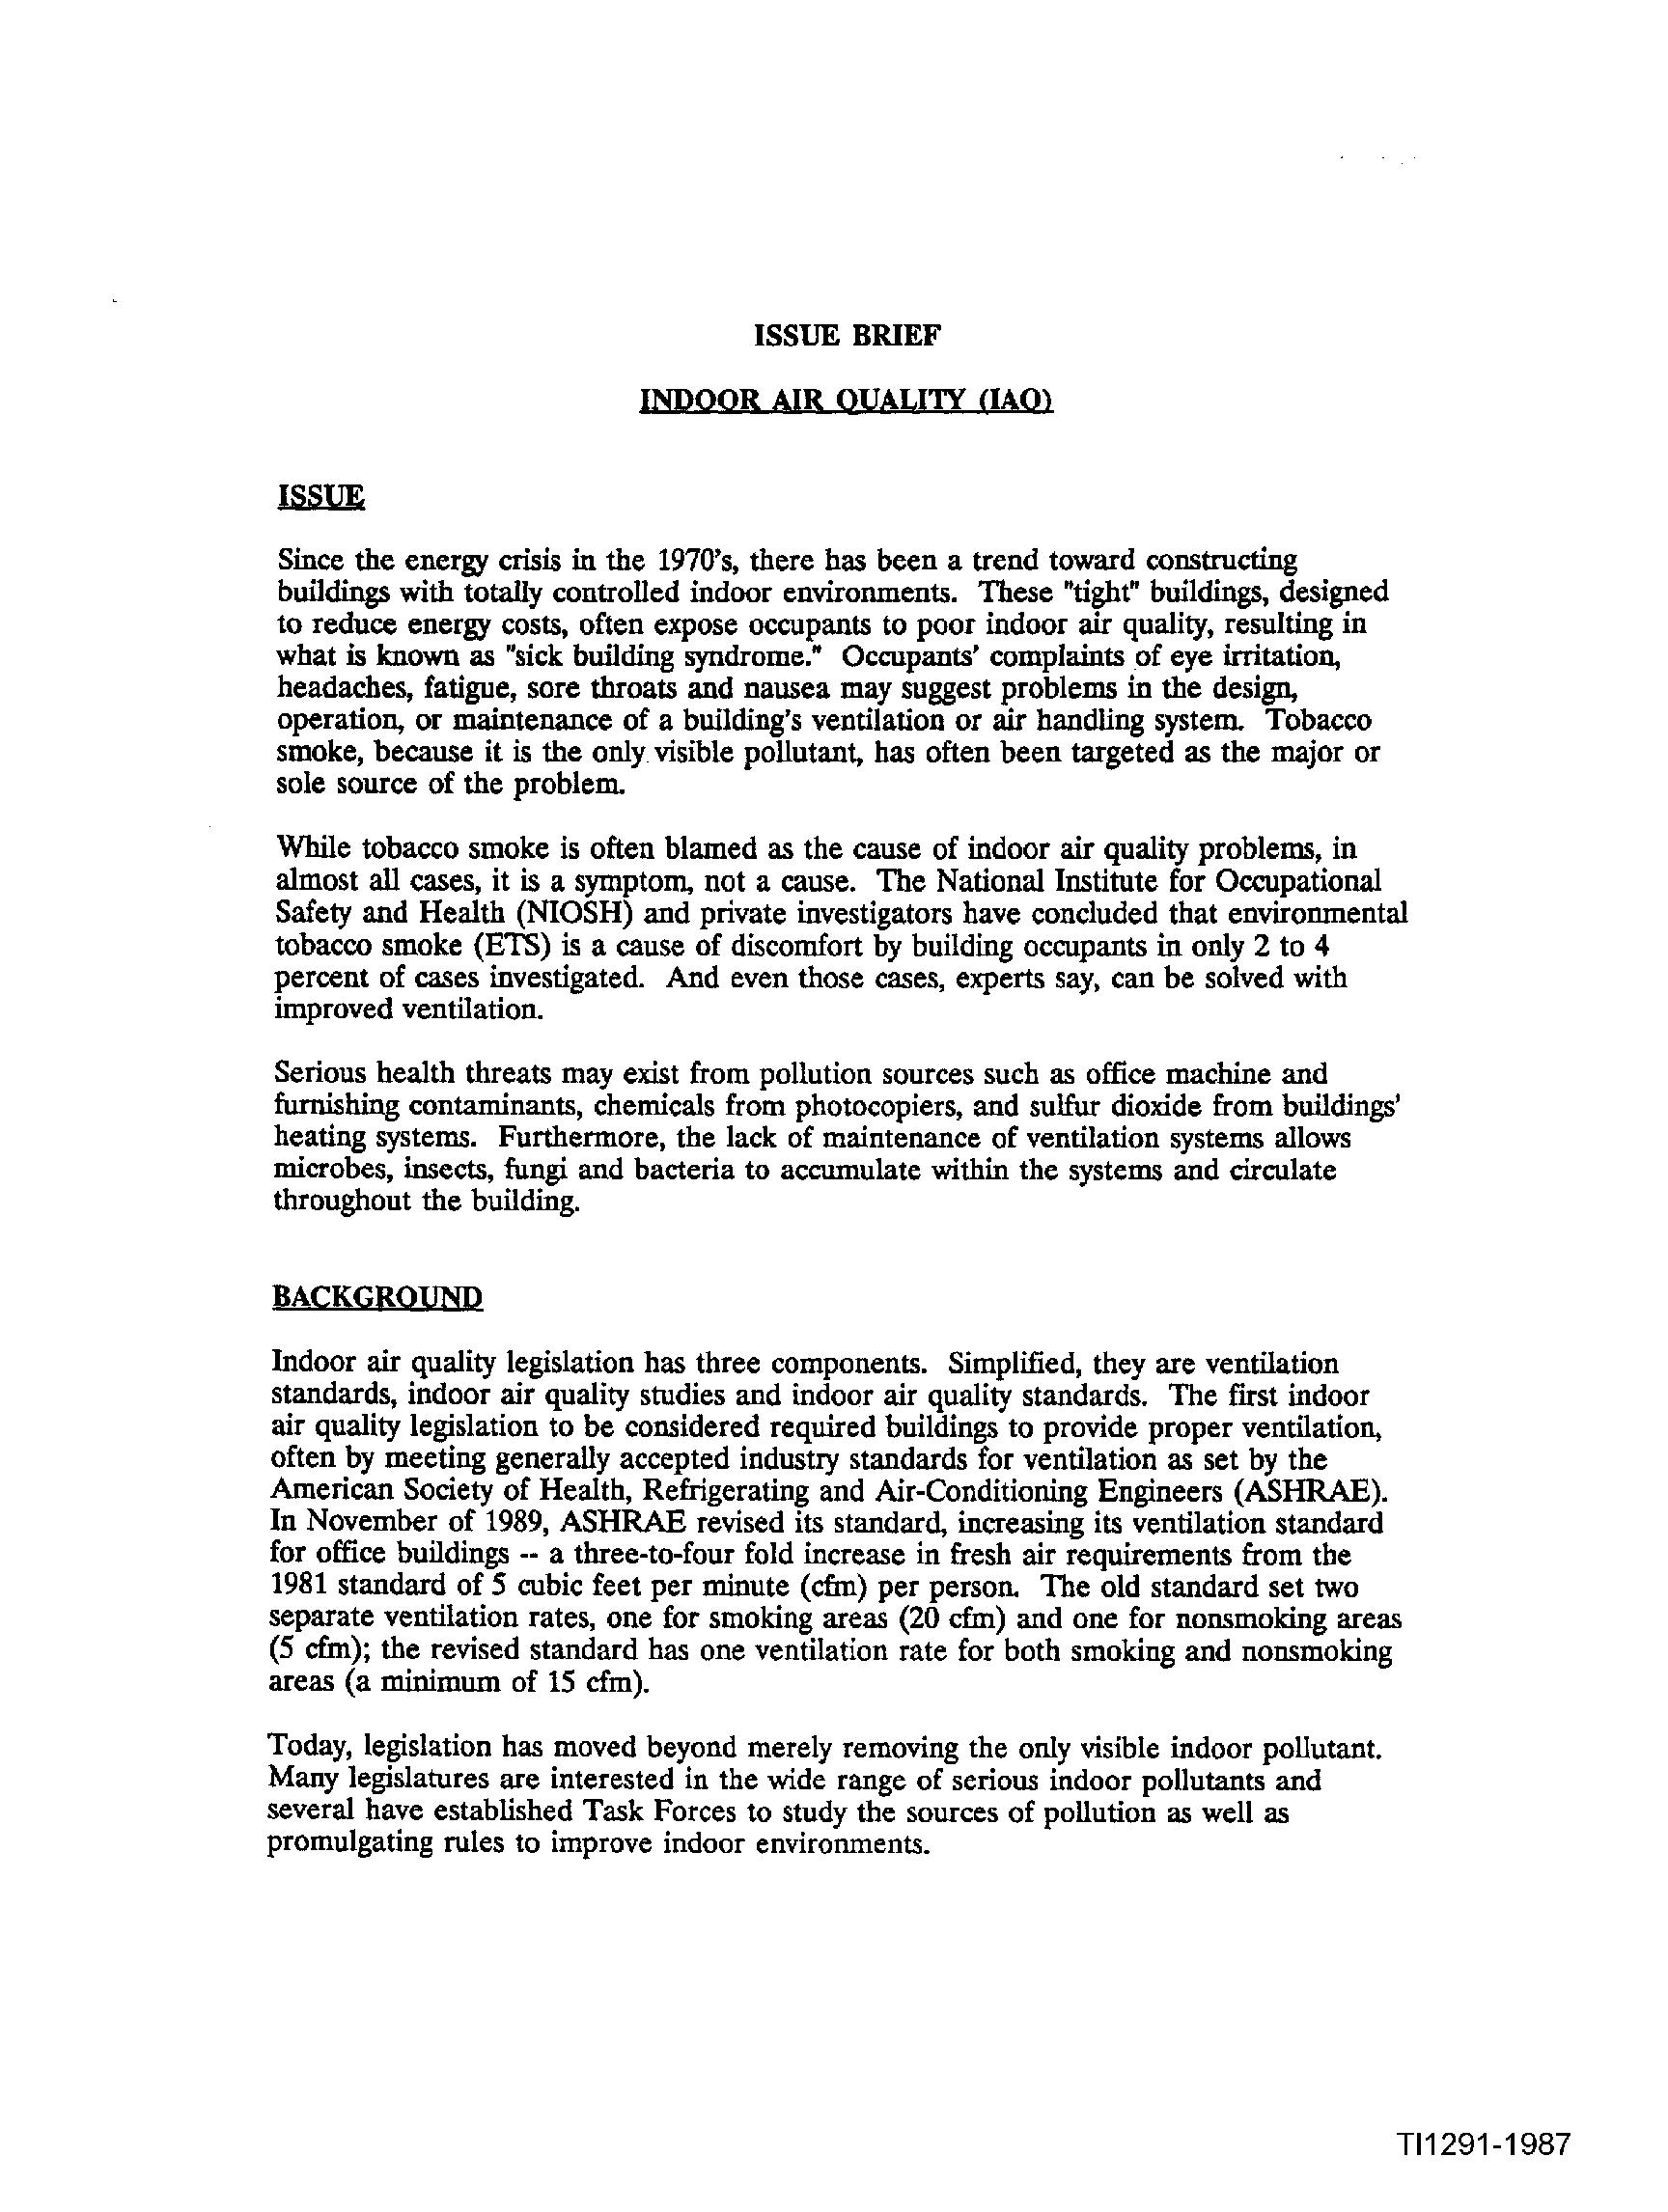 ISSUE BRIEF
INDOOR AIR QUALITY (IAQ)
ISSUE
Since the energy crisis in the 1970's, there has been a trend toward constructing
buildings with totally controlled indoor environments. These "tight" buildings, designed
to reduce energy costs, often expose occupants to poor indoor air quality, resulting in
what is known as "sick building syndrome." Occupants' complaints of eye irritation,
headaches, fatigue, sore throats and nausea may suggest problems in the design,
operation, or maintenance of a building's ventilation or air handling system. Tobacco
smoke, because it is the only visible pollutant, has often been targeted as the major or
sole source of the problem.
While tobacco smoke is often blamed as the cause of indoor air quality problems, in
almost all cases, it is a symptom, not a cause. The National Institute for Occupational
Safety and Health (NIOSH) and private investigators have concluded that environmental
tobacco smoke (ETS) is a cause of discomfort by building occupants in only 2 to 4
percent of cases investigated. And even those cases, experts say, can be solved with
improved ventilation.
Serious health threats may exist from pollution sources such as office machine and
furnishing contaminants, chemicals from photocopiers, and sulfur dioxide from buildings'
heating systems. Furthermore, the lack of maintenance of ventilation systems allows
microbes, insects, fungi and bacteria to accumulate within the systems and circulate
throughout the building.
BACKGROUND
Indoor air quality legislation has three components. Simplified, they are ventilation
standards, indoor air quality studies and indoor air quality standards. The first indoor
air quality legislation to be considered required buildings to provide proper ventilation,
often by meeting generally accepted industry standards for ventilation as set by the
American Society of Health, Refrigerating and Air-Conditioning Engineers (ASHRAE).
In November of 1989, ASHRAE revised its standard, increasing its ventilation standard
for office buildings -- a three-to-four fold increase in fresh air requirements from the
1981 standard of 5 cubic feet per minute (cfm) per person. The old standard set two
separate ventilation rates, one for smoking areas (20 cfm) and one for nonsmoking areas
(5 cfm); the revised standard has one ventilation rate for both smoking and nonsmoking
areas (a minimum of 15 cfm).
Today, legislation has moved beyond merely removing the only visible indoor pollutant.
Many legislatures are interested in the wide range of serious indoor pollutants and
several have established Task Forces to study the sources of pollution as well as
promulgating rules to improve indoor environments.
TI1291-1987